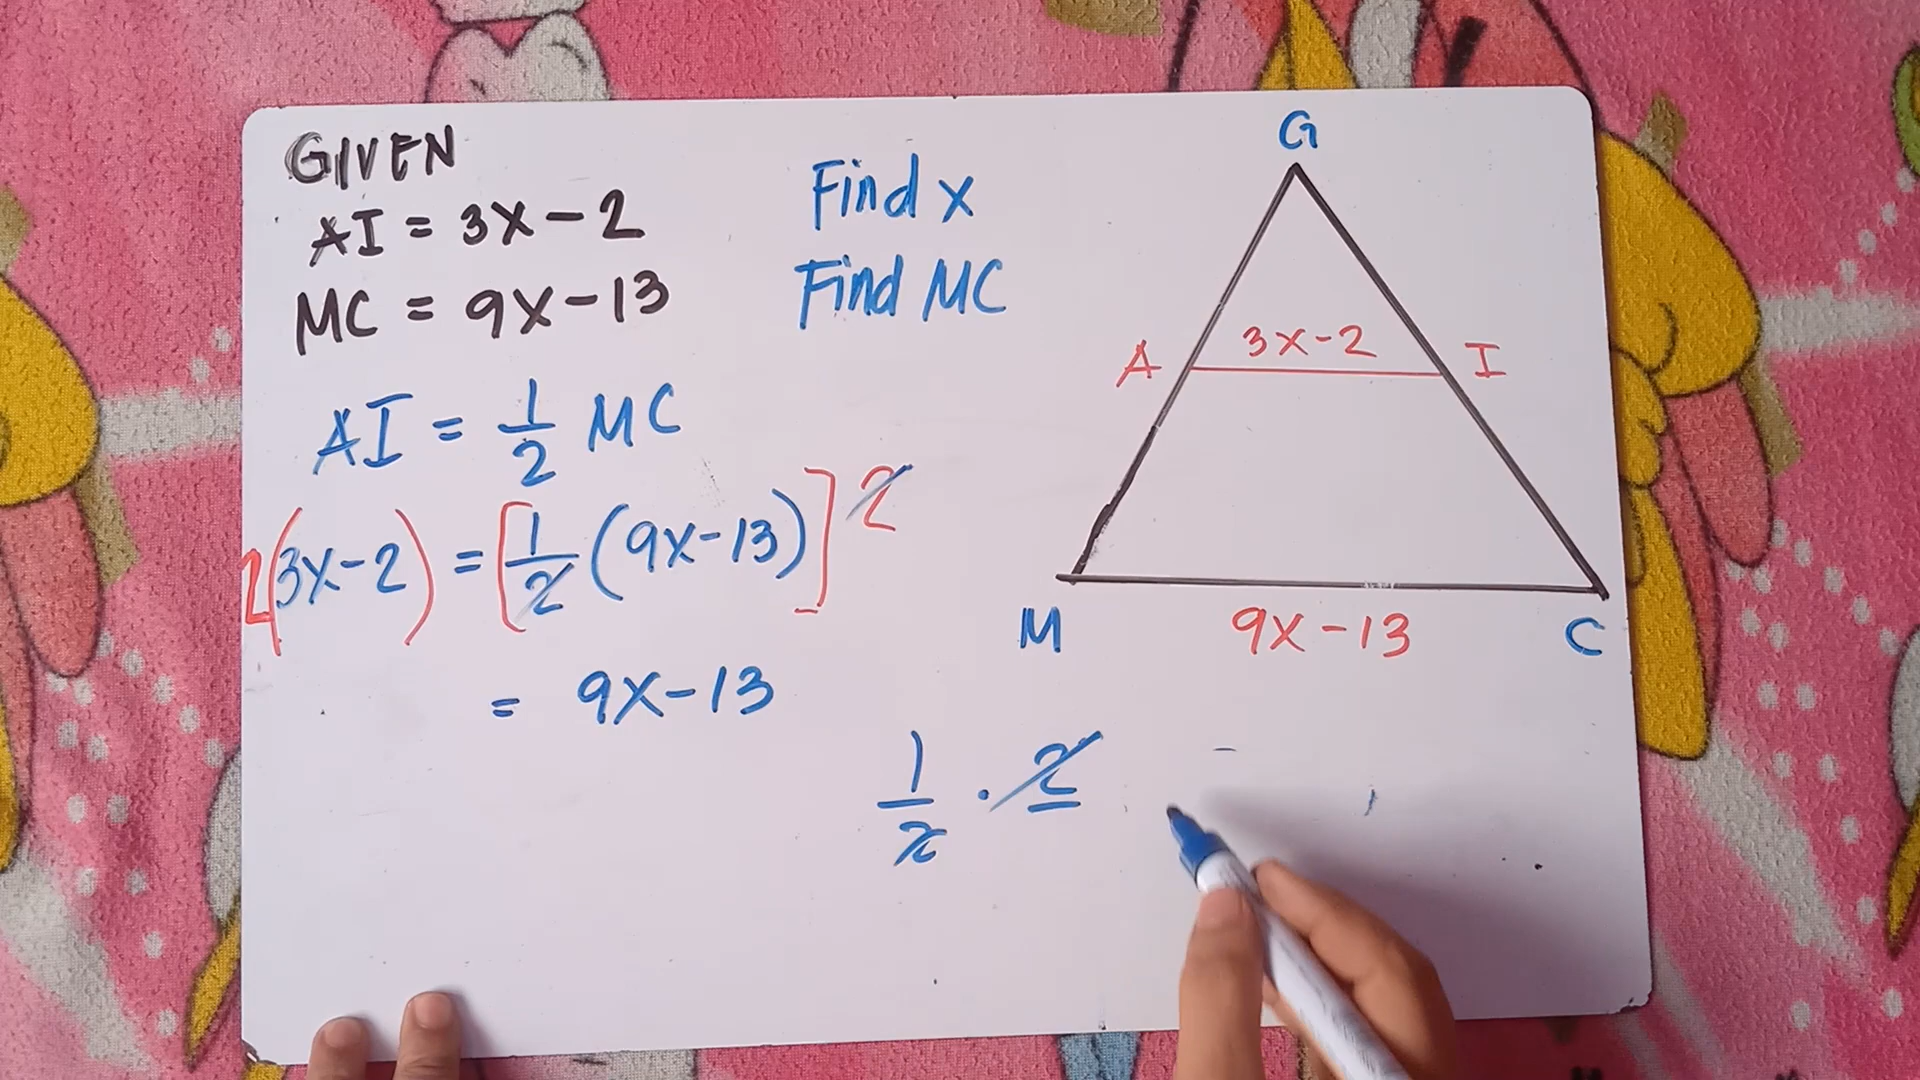 GIVEN
AI = 3X - 2
MC = 9X - 13
Find X
Find MC
AI = 1/2 MC
2(3X - 2) = [1/2 (9X - 13)] 2
= 9X - 13
1/2 · 2
G
A 3X - 2 I
M 9X - 13 C